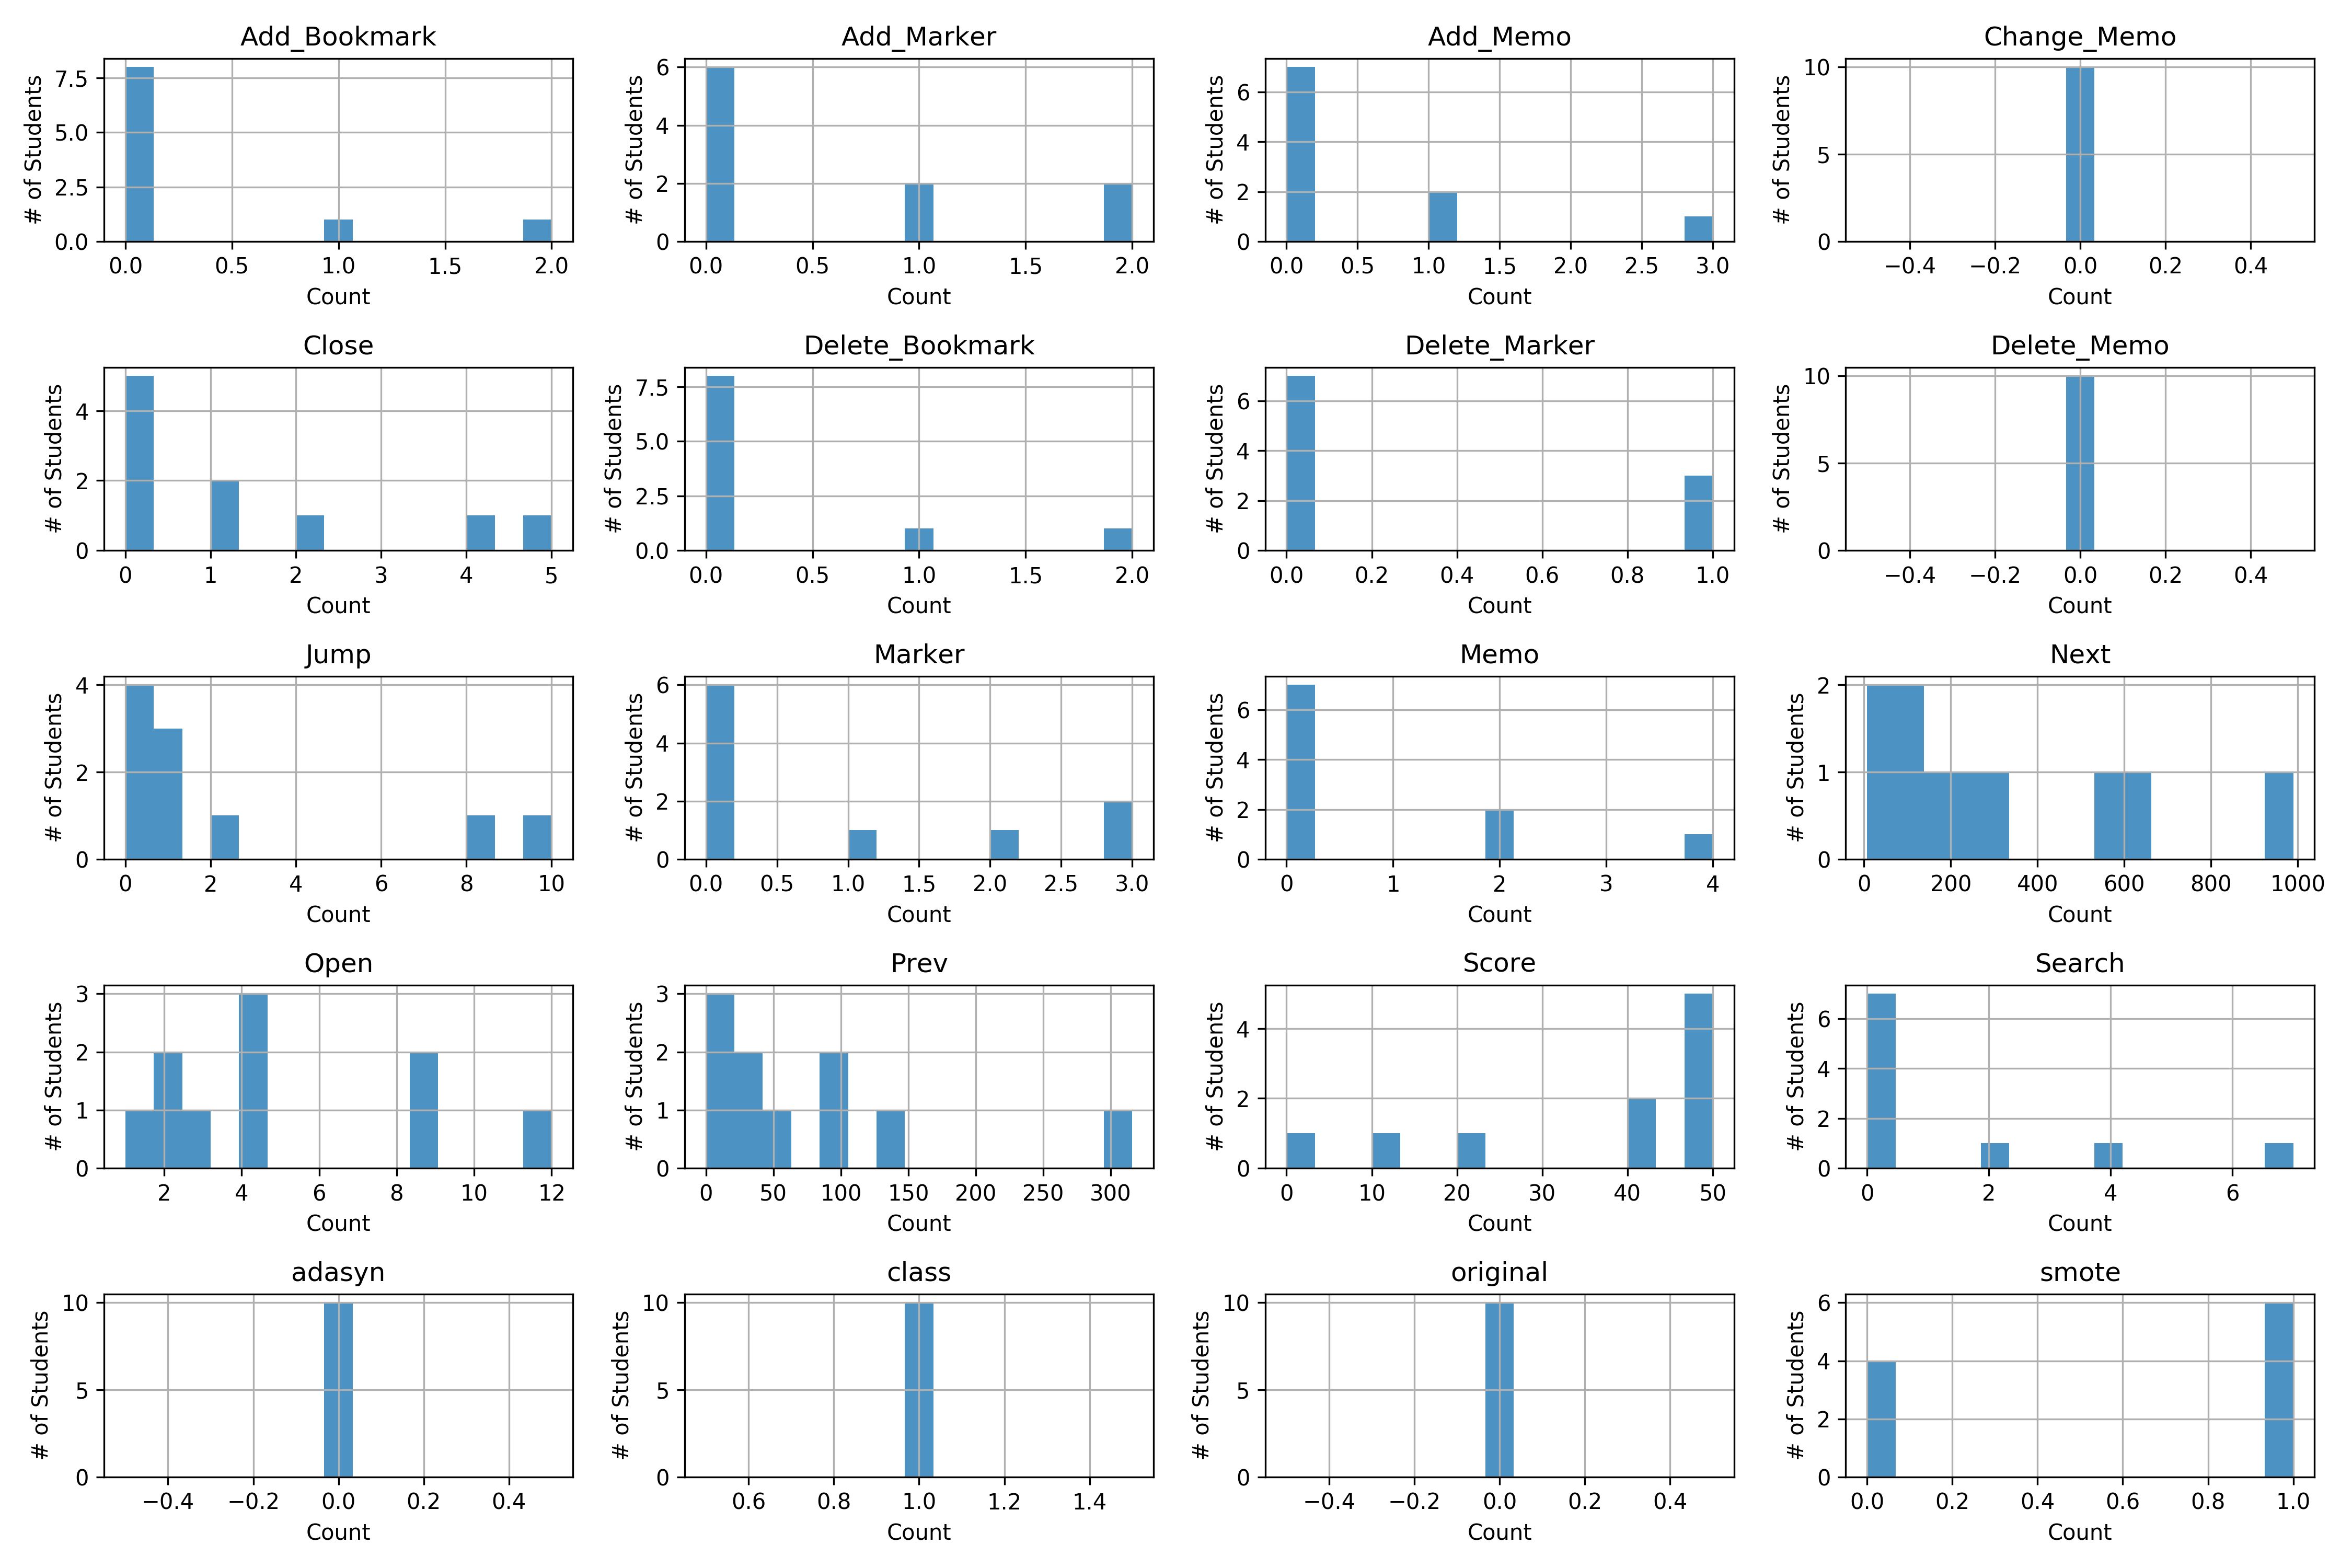 Add_Bookmark
# of Students
7.5
5.0
2.5
0.0
0.0 0.5 1.0 1.5 2.0
Count
Add_Marker
# of Students
6
4
2
0
0.0 0.5 1.0 1.5 2.0
Count
Add_Memo
# of Students
6
4
2
0
0.0 0.5 1.0 1.5 2.0 2.5 3.0
Count
Change_Memo
# of Students
10
5
0
−0.4 −0.2 0.0 0.2 0.4
Count
Close
# of Students
4
2
0
0 1 2 3 4 5
Count
Delete_Bookmark
# of Students
7.5
5.0
2.5
0.0
0.0 0.5 1.0 1.5 2.0
Count
Delete_Marker
# of Students
6
4
2
0
0.0 0.2 0.4 0.6 0.8 1.0
Count
Delete_Memo
# of Students
10
5
0
−0.4 −0.2 0.0 0.2 0.4
Count
Jump
# of Students
4
2
0
0 2 4 6 8 10
Count
Marker
# of Students
6
4
2
0
0.0 0.5 1.0 1.5 2.0 2.5 3.0
Count
Memo
# of Students
6
4
2
0
0 1 2 3 4
Count
Next
# of Students
2
1
0
0 200 400 600 800 1000
Count
Open
# of Students
3
2
1
0
2 4 6 8 10 12
Count
Prev
# of Students
3
2
1
0
0 50 100 150 200 250 300
Count
Score
# of Students
4
2
0
0 10 20 30 40 50
Count
Search
# of Students
6
4
2
0
0 2 4 6
Count
adasyn
# of Students
10
5
0
−0.4 −0.2 0.0 0.2 0.4
Count
class
# of Students
10
5
0
0.6 0.8 1.0 1.2 1.4
Count
original
# of Students
10
5
0
−0.4 −0.2 0.0 0.2 0.4
Count
smote
# of Students
6
4
2
0
0.0 0.2 0.4 0.6 0.8 1.0
Count